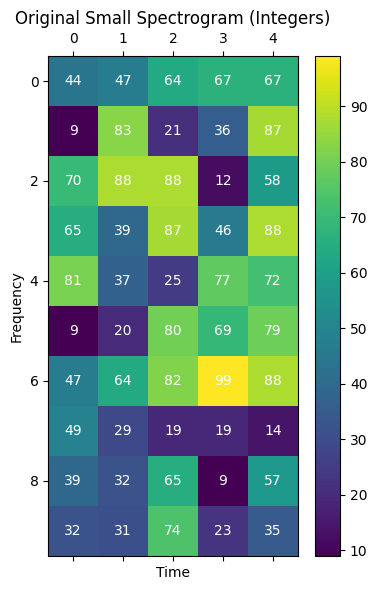 Original Small Spectrogram (Integers)
0 1 2 3 4
0 44 47 64 67 67
9 83 21 36 87
2 70 88 88 12 58
65 39 87 46 88
4 81 37 25 77 72
9 20 80 69 79
6 47 64 82 99 88
49 29 19 19 14
8 39 32 65 9 57
32 31 74 23 35
Frequency
Time
90
80
70
60
50
40
30
20
10